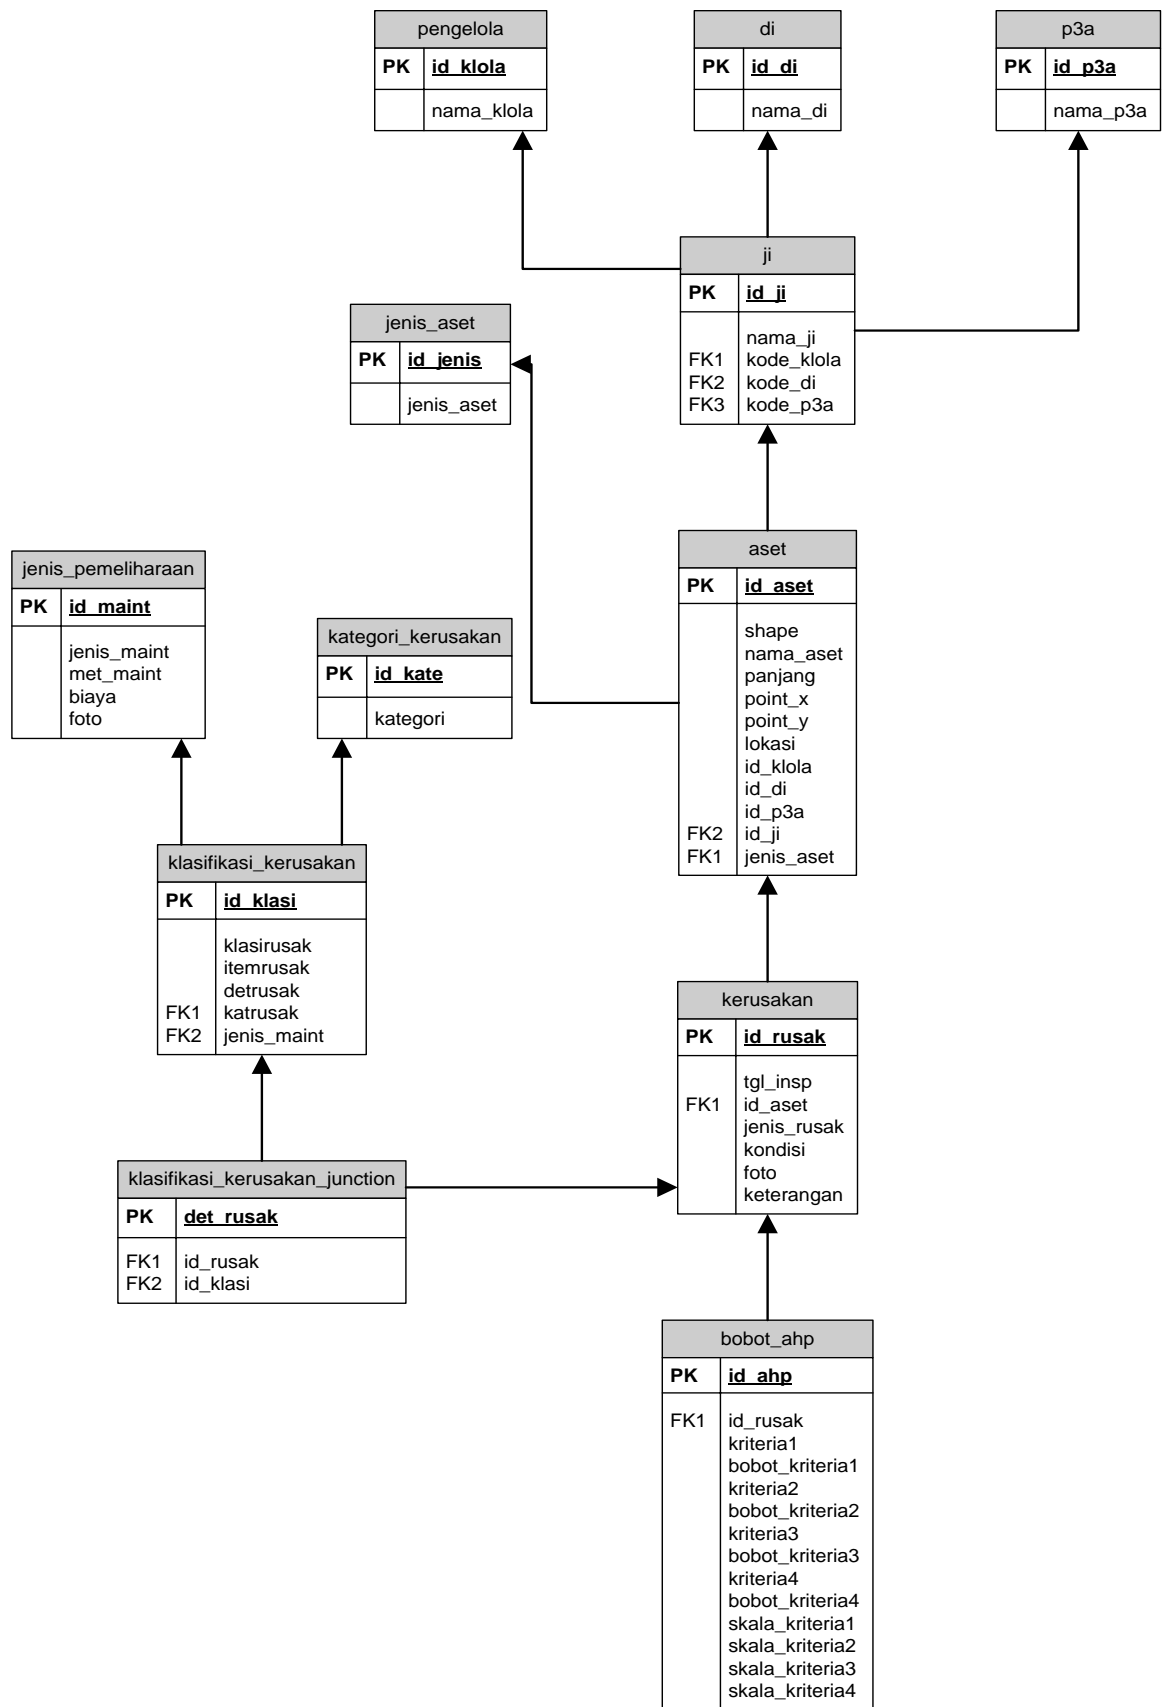 pengelola
PK id_klola
nama_klola
di
PK id_di
nama_di
p3a
PK id_p3a
nama_p3a
ji
PK id_ji
nama_ji
FK1 kode_klola
FK2 kode_di
FK3 kode_p3a
jenis_aset
PK id_jenis
jenis_aset
aset
PK id_aset
shape
nama_aset
panjang
point_x
point_y
lokasi
id_klola
id_di
id_p3a
FK2 id_ji
FK1 jenis_aset
jenis_pemeliharaan
PK id_maint
jenis_maint
met_maint
biaya
foto
kategori_kerusakan
PK id_kate
kategori
klasifikasi_kerusakan
PK id_klasi
klasirusak
itemrusak
detrusak
FK1 katrusak
FK2 jenis_maint
kerusakan
PK id_rusak
tgl_insp
FK1 id_aset
jenis_rusak
kondisi
foto
keterangan
klasifikasi_kerusakan_junction
PK det_rusak
FK1 id_rusak
FK2 id_klasi
bobot_ahp
PK id_ahp
FK1 id_rusak
kriteria1
bobot_kriteria1
kriteria2
bobot_kriteria2
kriteria3
bobot_kriteria3
kriteria4
bobot_kriteria4
skala_kriteria1
skala_kriteria2
skala_kriteria3
skala_kriteria4